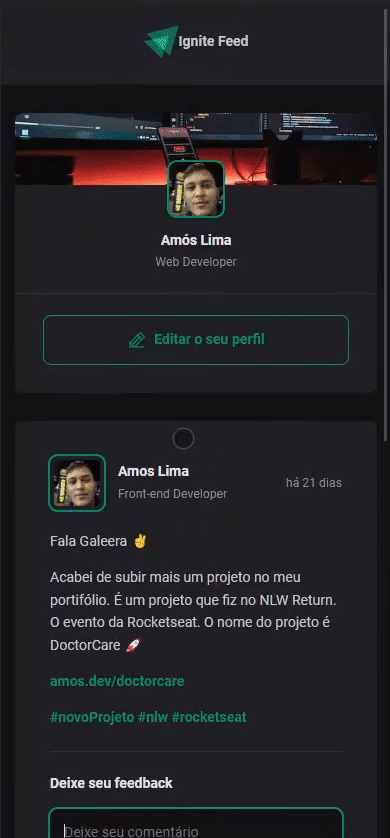 Ignite Feed
Amós Lima
Web Developer
Editar o seu perfil
Amos Lima
Front-end Developer
há 21 dias
Fala Galeera ✌️
Acabei de subir mais um projeto no meu
portifólio. É um projeto que fiz no NLW Return.
O evento da Rocketseat. O nome do projeto é
DoctorCare 🚀
amos.dev/doctorcare
#novoProjeto #nlw #rocketseat
Deixe seu feedback
Deixe seu comentário